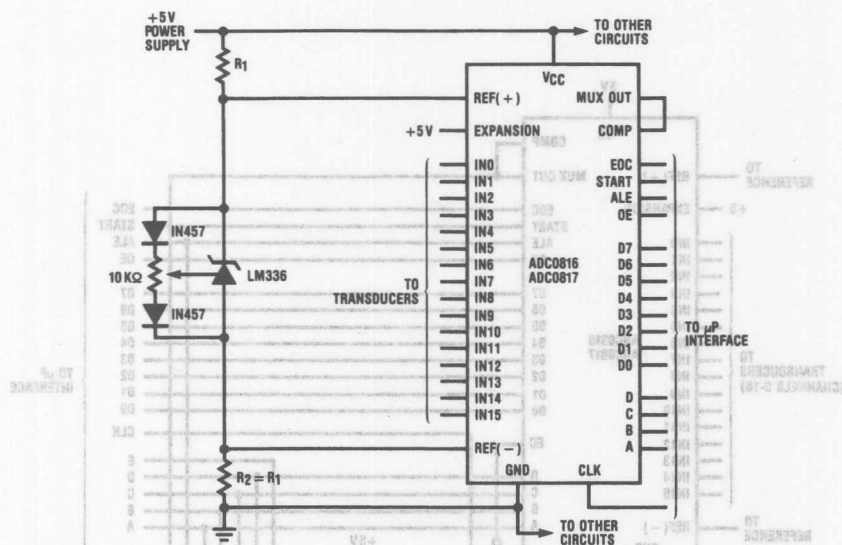 +5V
POWER
SUPPLY
TO OTHER
CIRCUITS
R1
VCC
REF(+)
MUX OUT
+5V
EXPANSION
COMP
IN0
IN1
IN2
IN3
IN4
IN5
IN6
IN7
IN8
IN9
IN10
IN11
IN12
IN13
IN14
IN15
TO
TRANSDUCERS
EOC
START
ALE
OE
D7
D6
D5
D4
D3
D2
D1
D0
D
C
B
A
TO µP
INTERFACE
ADC0816
ADC0817
IN457
10 KΩ
LM336
IN457
REF(−)
GND
CLK
R2 = R1
TO OTHER
CIRCUITS